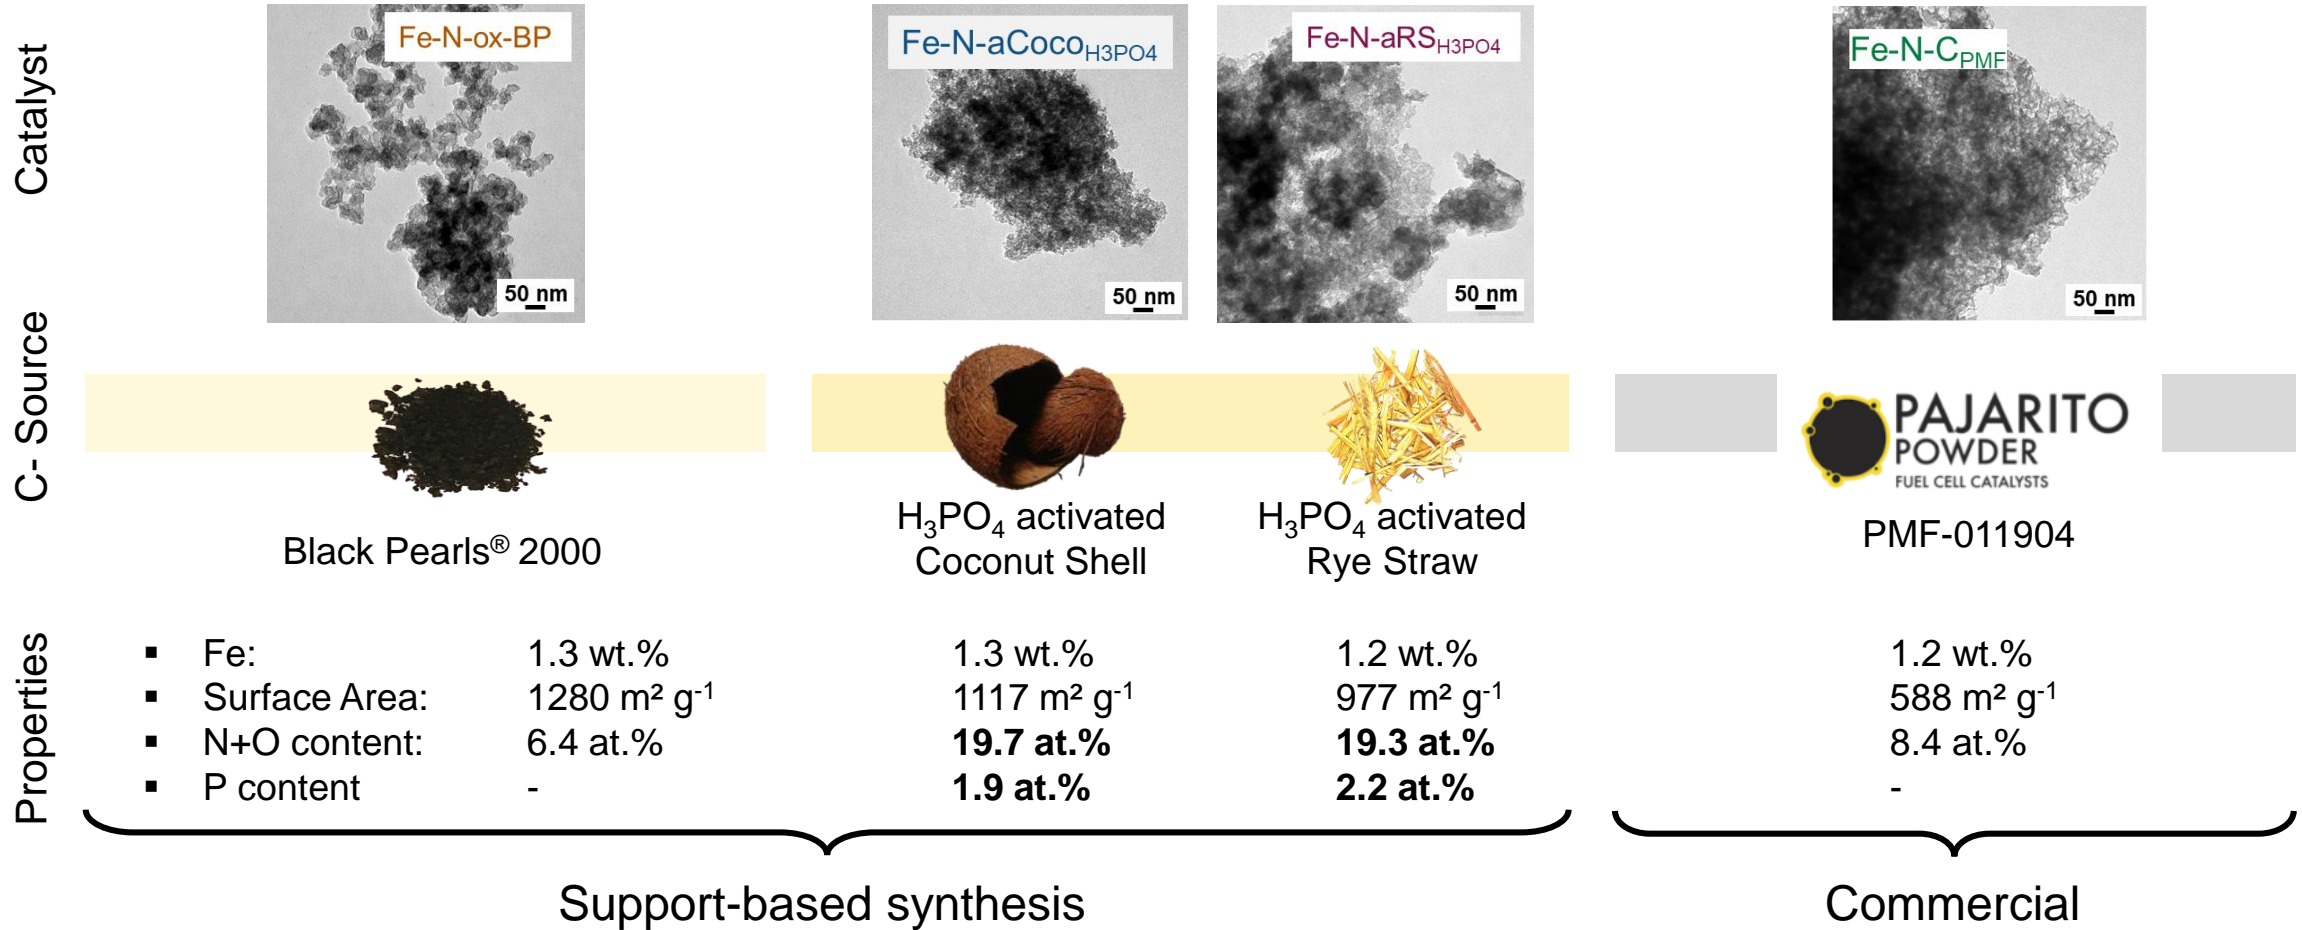 Catalyst
Fe-N-ox-BP
50 nm
Fe-N-aCoco_H3PO4
50 nm
Fe-N-aRS_H3PO4
50 nm
Fe-N-C_PMF
50 nm
C- Source
Black Pearls® 2000
H₃PO₄ activated
Coconut Shell
H₃PO₄ activated
Rye Straw
PAJARITO
POWDER
FUEL CELL CATALYSTS
PMF-011904
Properties
▪ Fe: 1.3 wt.% 1.3 wt.% 1.2 wt.% 1.2 wt.%
▪ Surface Area: 1280 m² g⁻¹ 1117 m² g⁻¹ 977 m² g⁻¹ 588 m² g⁻¹
▪ N+O content: 6.4 at.% 19.7 at.% 19.3 at.% 8.4 at.%
▪ P content - 1.9 at.% 2.2 at.% -
Support-based synthesis
Commercial